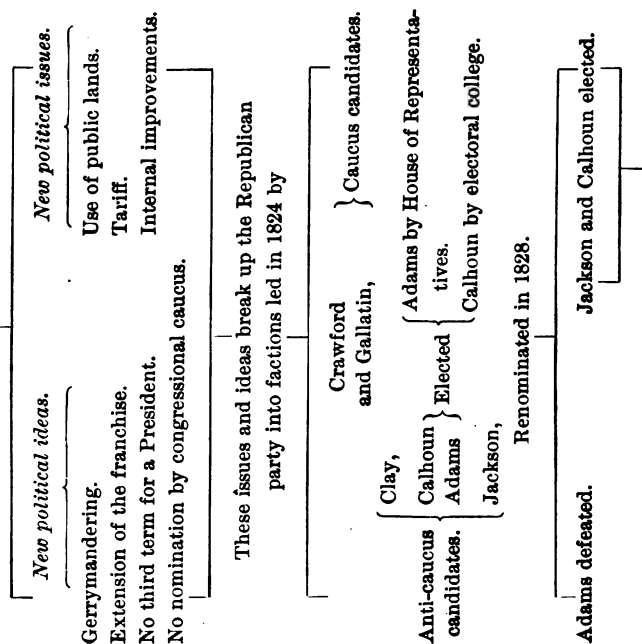 New political ideas.
Gerrymandering.
Extension of the franchise.
No third term for a President.
No nomination by congressional caucus.
New political issues.
Use of public lands.
Tariff.
Internal improvements.
These issues and ideas break up the Republican
party into factions led in 1824 by
Crawford
and Gallatin,
Caucus candidates.
Anti-caucus
candidates.
Clay,
Calhoun
Adams
Jackson,
Elected
Adams by House of Representa-
tives.
Calhoun by electoral college.
Renominated in 1828.
Adams defeated.
Jackson and Calhoun elected.